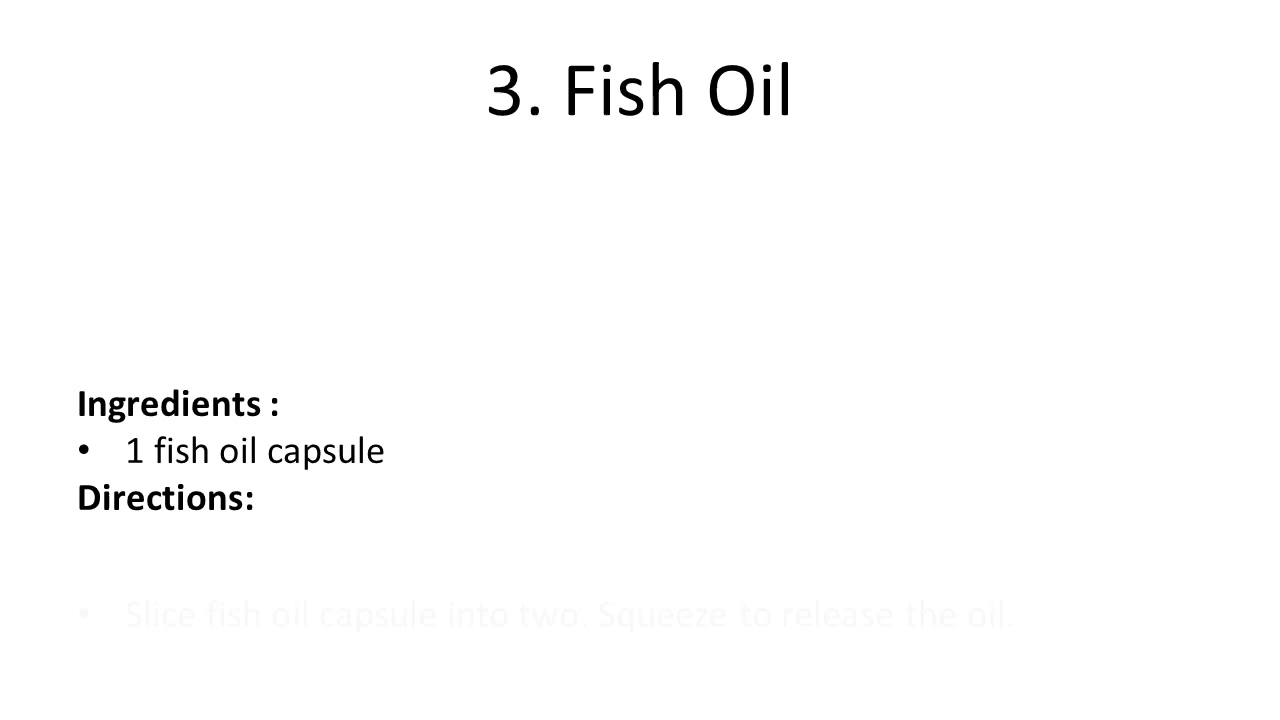 3. Fish Oil
Ingredients :
• 1 fish oil capsule
Directions:
• Slice fish oil capsule into two. Squeeze to release the oil.